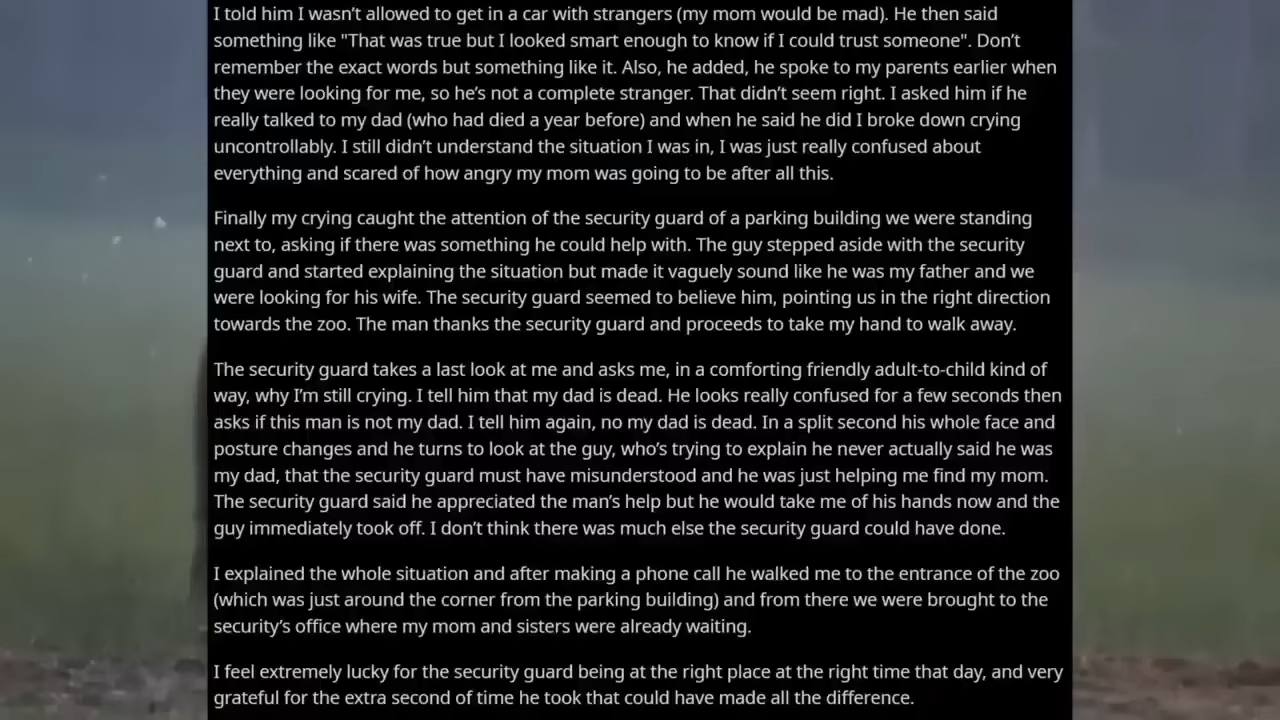 I told him I wasn’t allowed to get in a car with strangers (my mom would be mad). He then said
something like "That was true but I looked smart enough to know if I could trust someone". Don’t
remember the exact words but something like it. Also, he added, he spoke to my parents earlier when
they were looking for me, so he’s not a complete stranger. That didn’t seem right. I asked him if he
really talked to my dad (who had died a year before) and when he said he did I broke down crying
uncontrollably. I still didn’t understand the situation I was in, I was just really confused about
everything and scared of how angry my mom was going to be after all this.
Finally my crying caught the attention of the security guard of a parking building we were standing
next to, asking if there was something he could help with. The guy stepped aside with the security
guard and started explaining the situation but made it vaguely sound like he was my father and we
were looking for his wife. The security guard seemed to believe him, pointing us in the right direction
towards the zoo. The man thanks the security guard and proceeds to take my hand to walk away.
The security guard takes a last look at me and asks me, in a comforting friendly adult-to-child kind of
way, why I’m still crying. I tell him that my dad is dead. He looks really confused for a few seconds then
asks if this man is not my dad. I tell him again, no my dad is dead. In a split second his whole face and
posture changes and he turns to look at the guy, who’s trying to explain he never actually said he was
my dad, that the security guard must have misunderstood and he was just helping me find my mom.
The security guard said he appreciated the man’s help but he would take me of his hands now and the
guy immediately took off. I don’t think there was much else the security guard could have done.
I explained the whole situation and after making a phone call he walked me to the entrance of the zoo
(which was just around the corner from the parking building) and from there we were brought to the
security’s office where my mom and sisters were already waiting.
I feel extremely lucky for the security guard being at the right place at the right time that day, and very
grateful for the extra second of time he took that could have made all the difference.